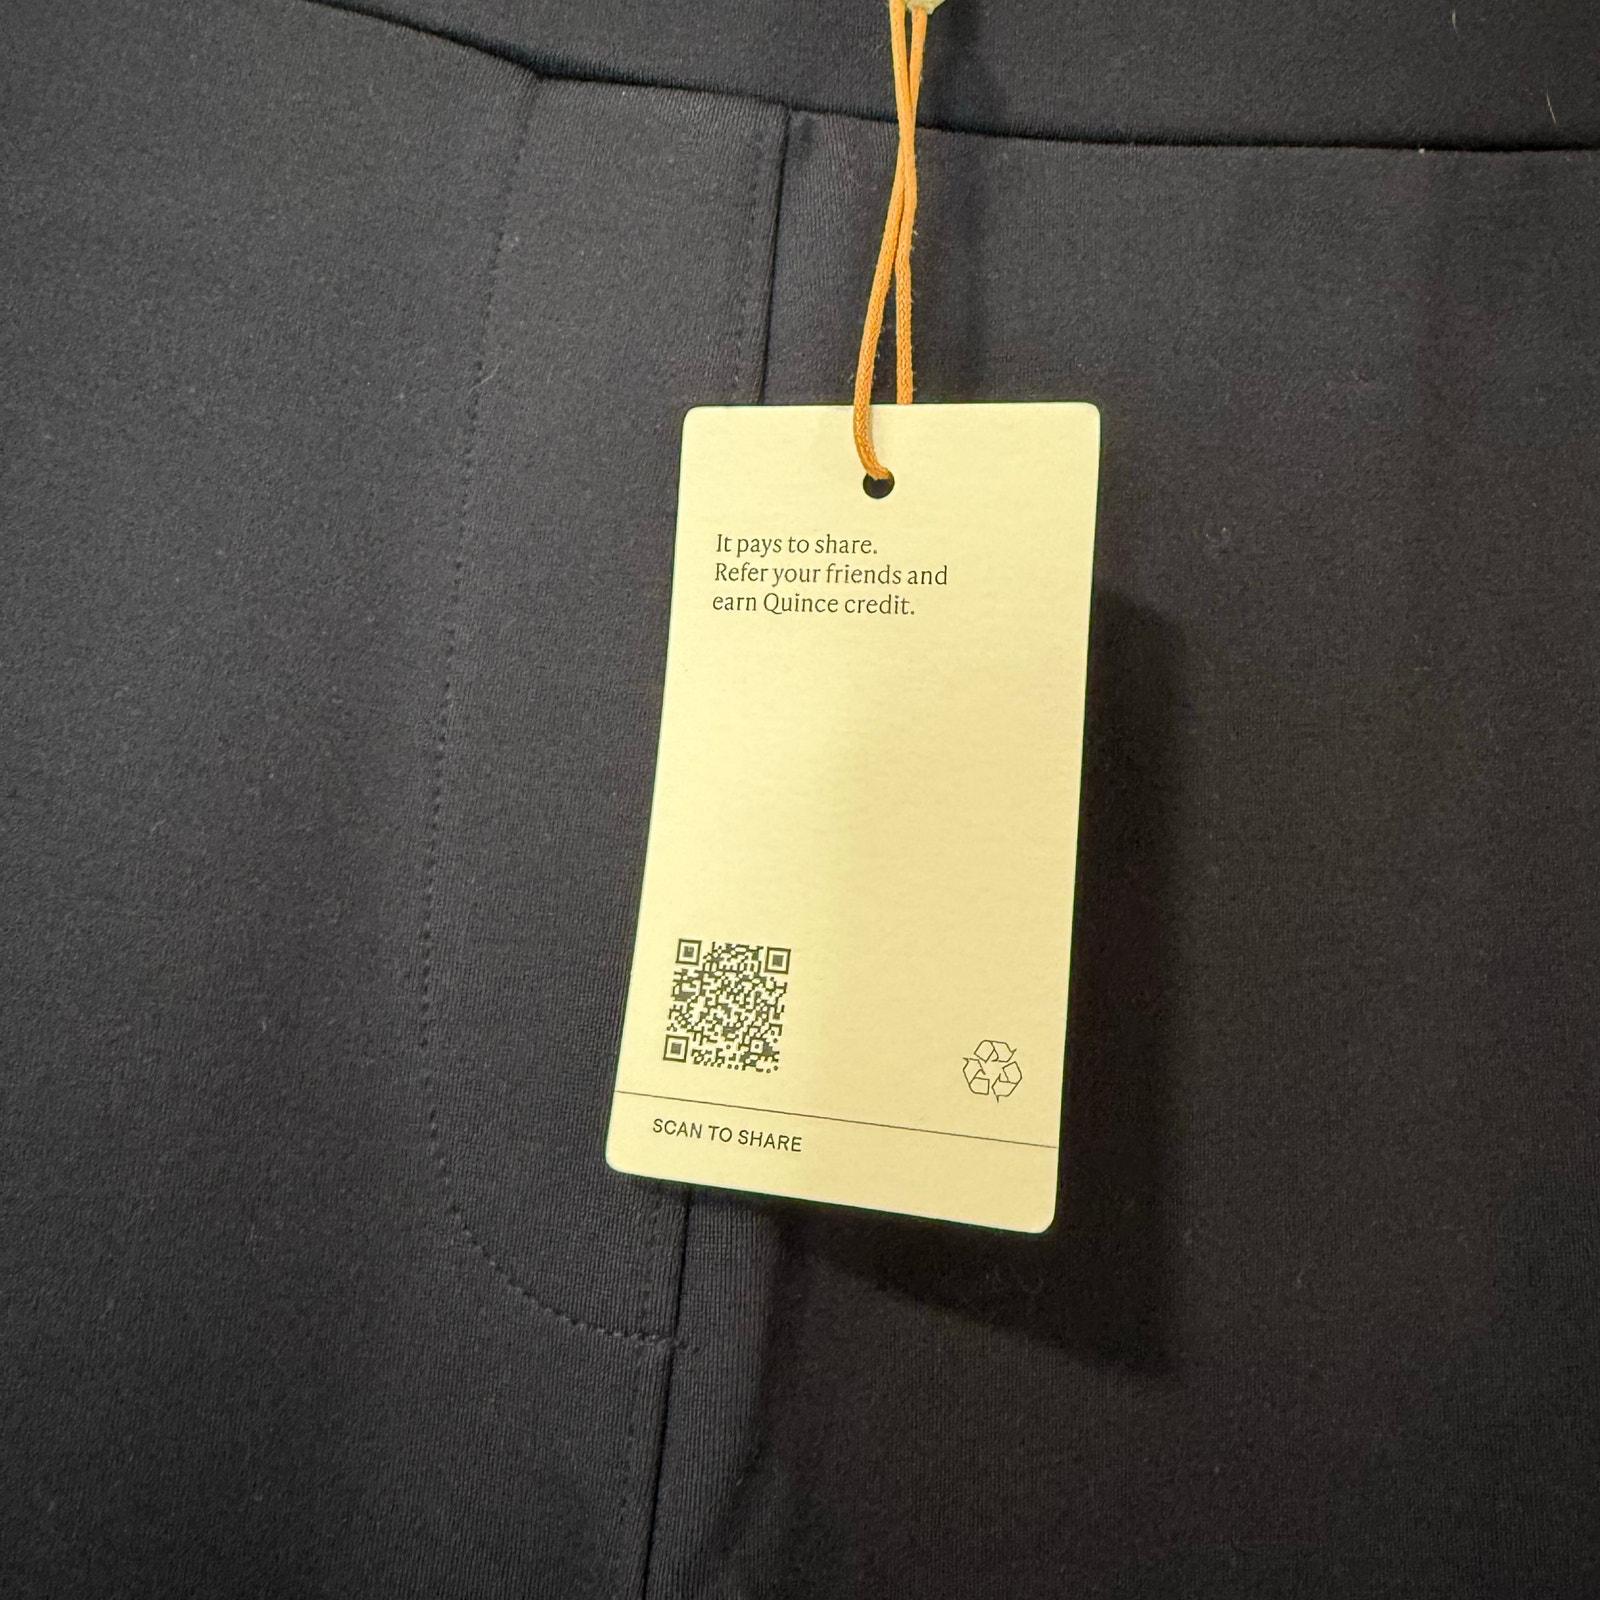 It pays to share.
Refer your friends and
earn Quince credit.
SCAN TO SHARE